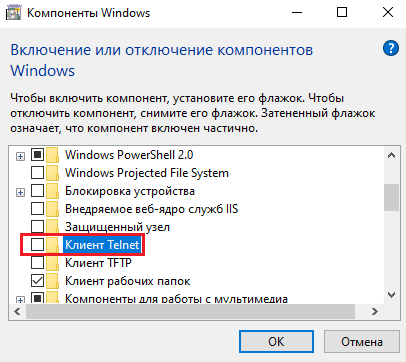 Компоненты Windows
Включение или отключение компонентов
Windows
?
Чтобы включить компонент, установите его флажок. Чтобы
отключить компонент, снимите его флажок. Затененный флажок
означает, что компонент включен частично.
Windows PowerShell 2.0
Windows Projected File System
Блокировка устройства
Внедряемое веб-ядро служб IIS
Защищенный узел
Клиент Telnet
Клиент TFTP
Клиент рабочих папок
Компоненты для работы с мультимедиа
ОК
Отмена